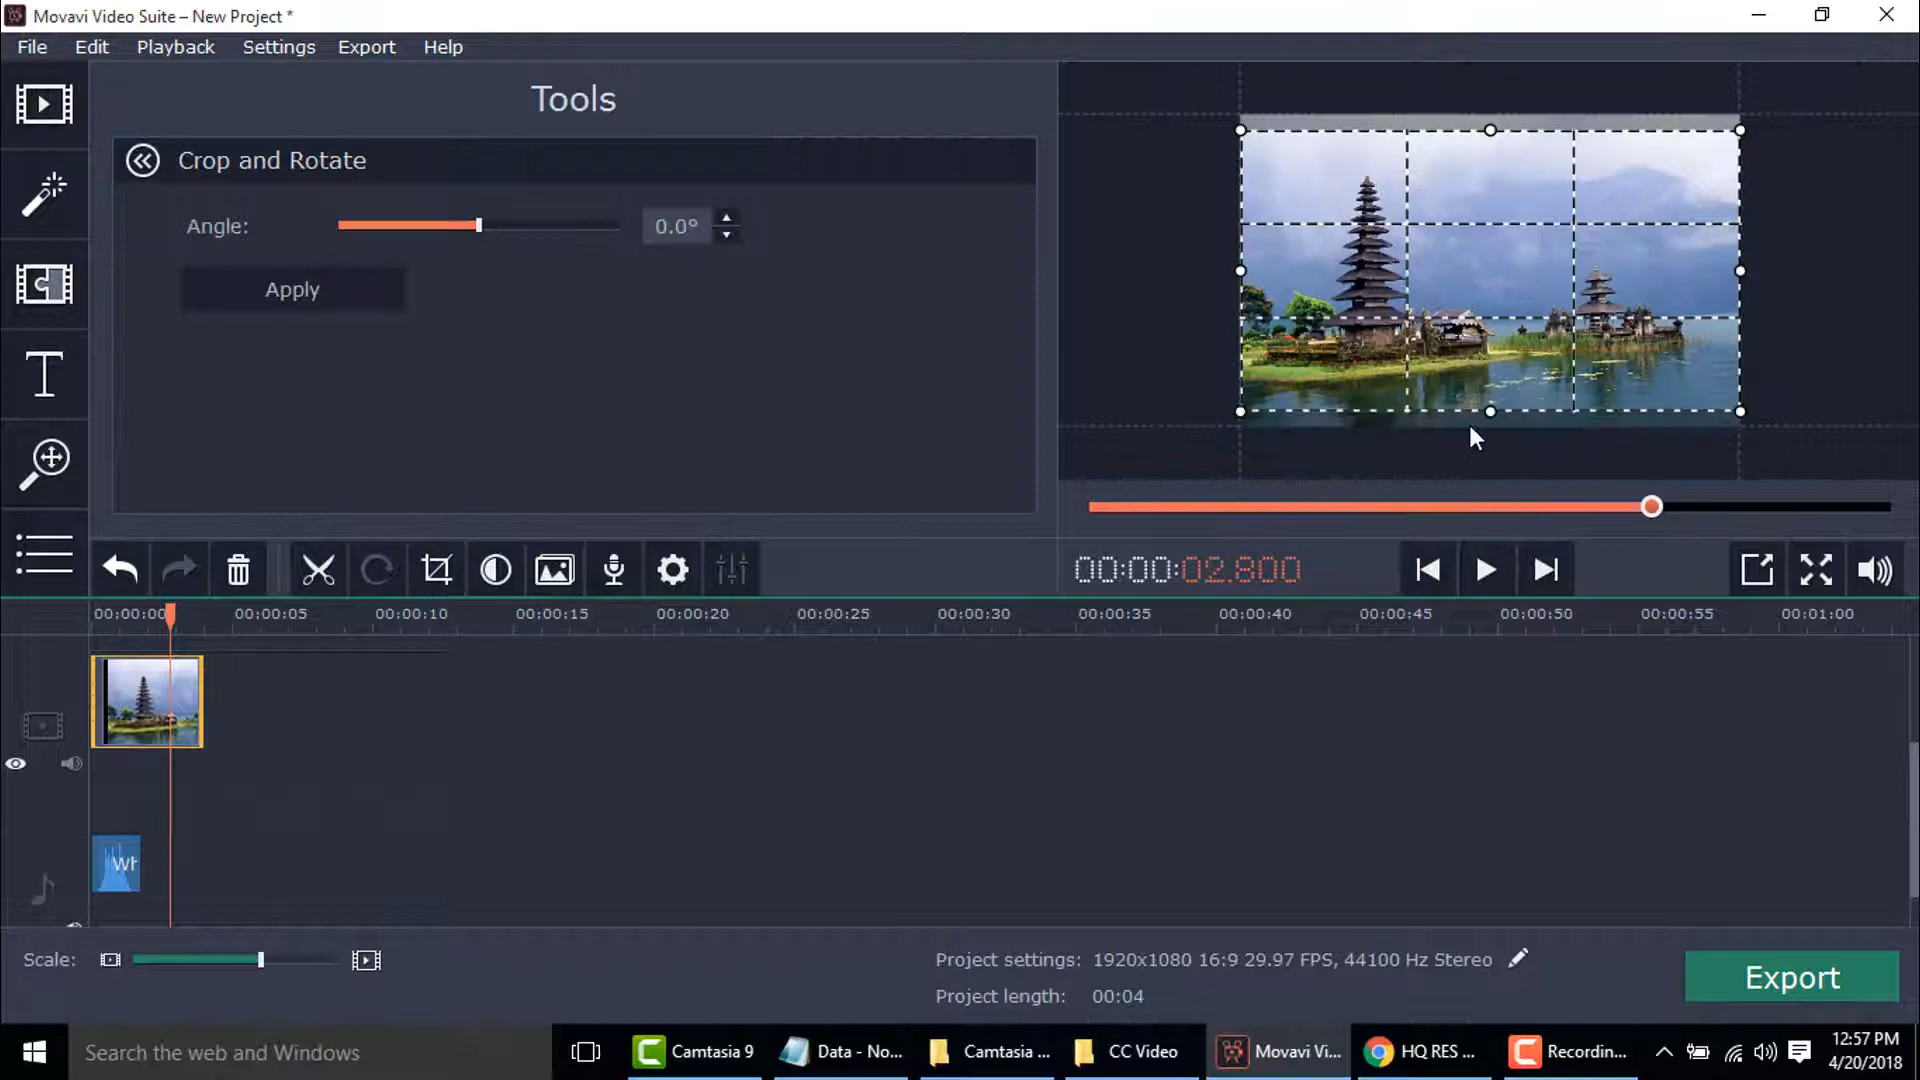 Movavi Video Suite – New Project *
File Edit Playback Settings Export Help
Tools
Crop and Rotate
Angle: 0.0°
Apply
T
00:00:02.800
00:00:00 00:00:05 00:00:10 00:00:15 00:00:20 00:00:25 00:00:30 00:00:35 00:00:40 00:00:45 00:00:50 00:00:55 00:01:00
Wh
Scale:
Project settings: 1920x1080 16:9 29.97 FPS, 44100 Hz Stereo
Project length: 00:04
Export
Search the web and Windows
Camtasia 9
Data - No...
Camtasia ...
CC Video
Movavi Vi...
HQ RES ...
Recordin...
12:57 PM
4/20/2018